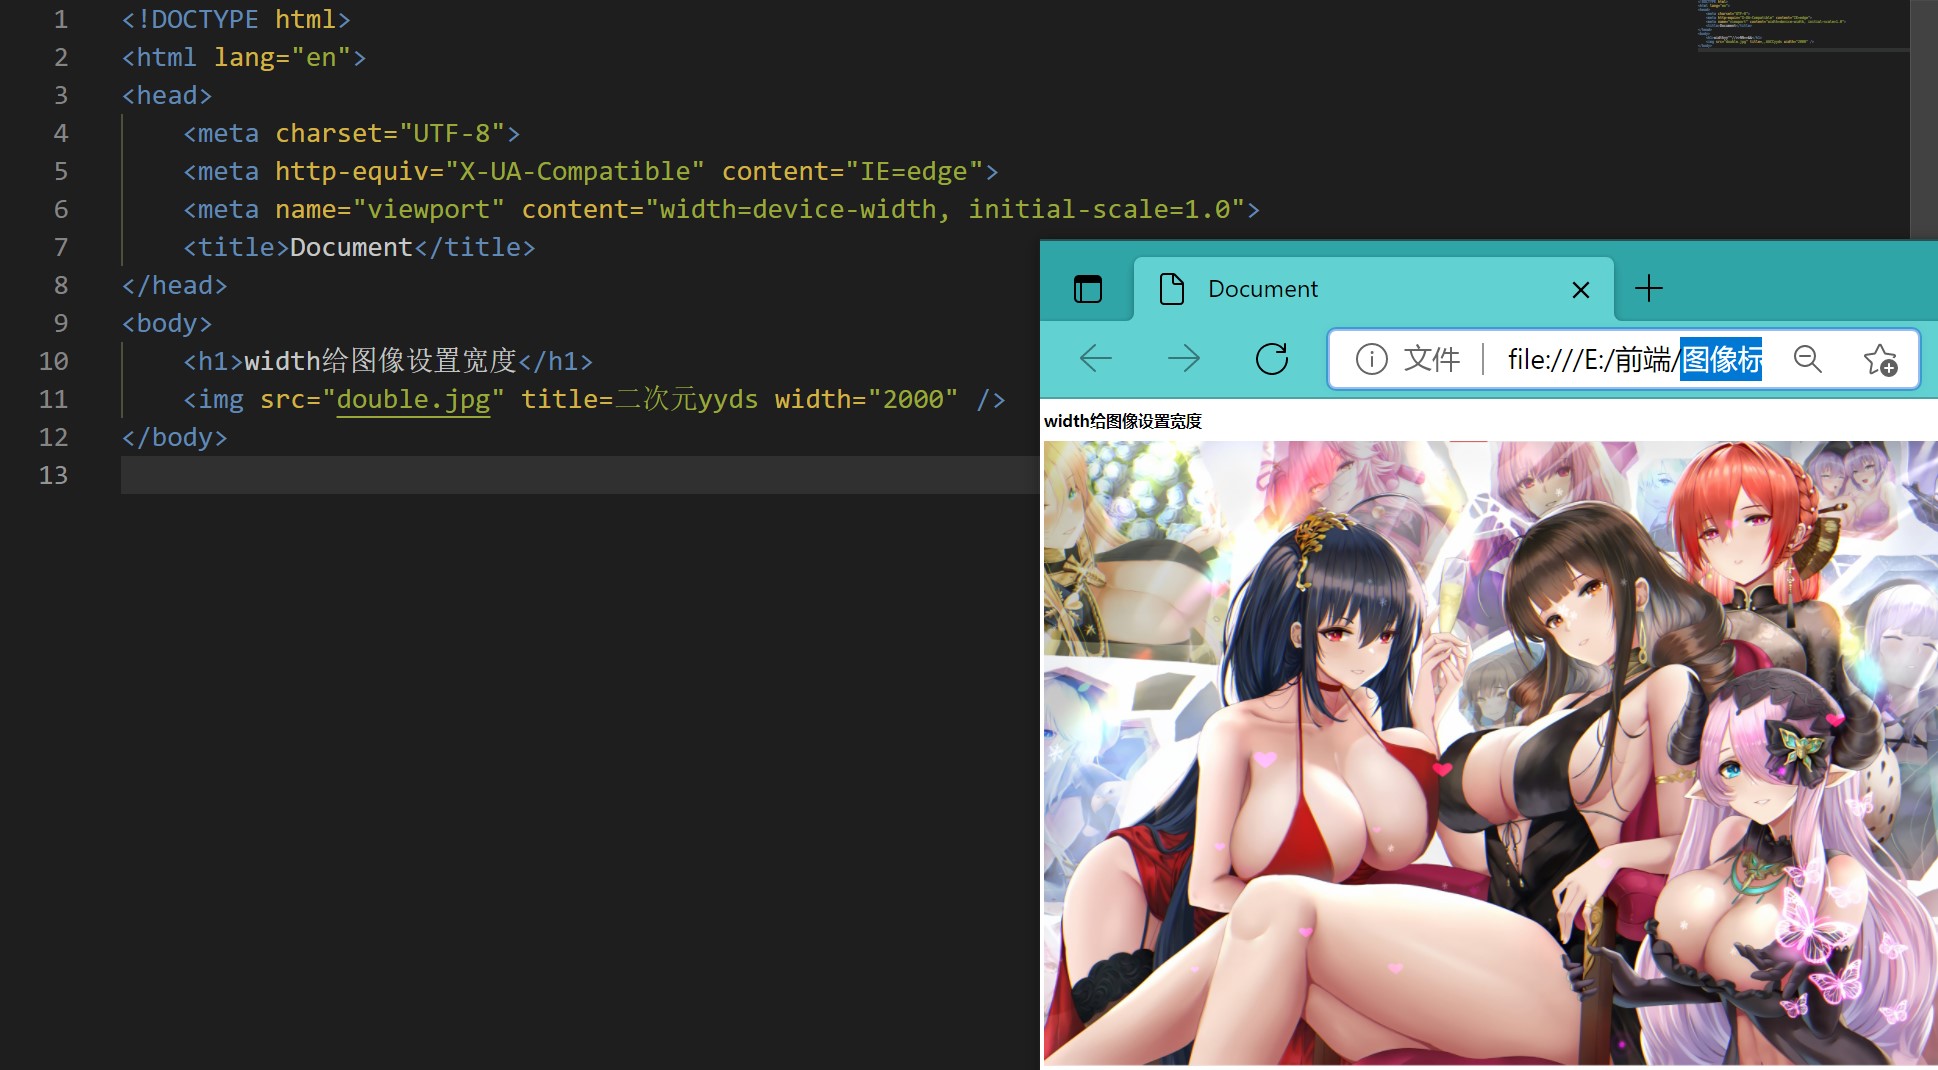 1 <!DOCTYPE html>
2 <html lang="en">
3 <head>
4 <meta charset="UTF-8">
5 <meta http-equiv="X-UA-Compatible" content="IE=edge">
6 <meta name="viewport" content="width=device-width, initial-scale=1.0">
7 <title>Document</title>
8 </head>
9 <body>
10 <h1>width给图像设置宽度</h1>
11 <img src="double.jpg" title=二次元yyds width="2000" />
12 </body>
13
Document
文件 file:///E:/前端/图像标
width给图像设置宽度